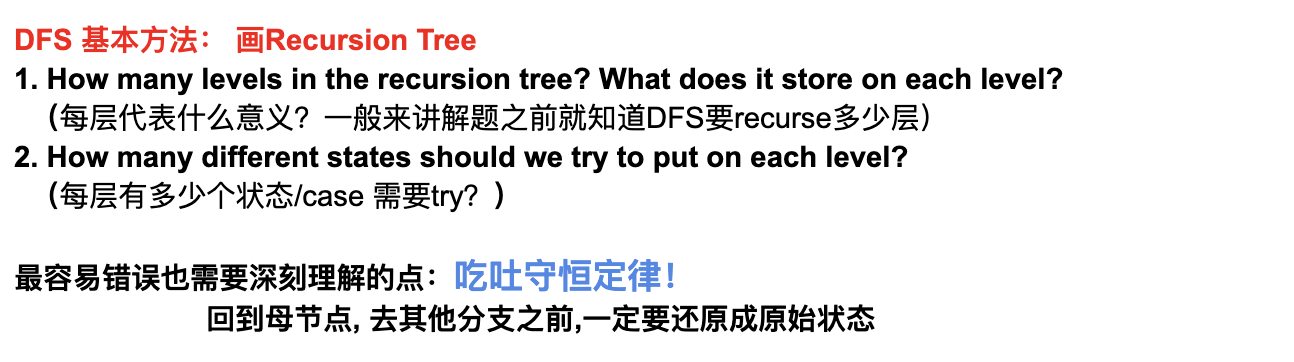 DFS 基本方法： 画Recursion Tree
1. How many levels in the recursion tree? What does it store on each level?
（每层代表什么意义？一般来讲解题之前就知道DFS要recurse多少层）
2. How many different states should we try to put on each level?
（每层有多少个状态/case 需要try？）
最容易错误也需要深刻理解的点：吃吐守恒定律！
回到母节点, 去其他分支之前,一定要还原成原始状态